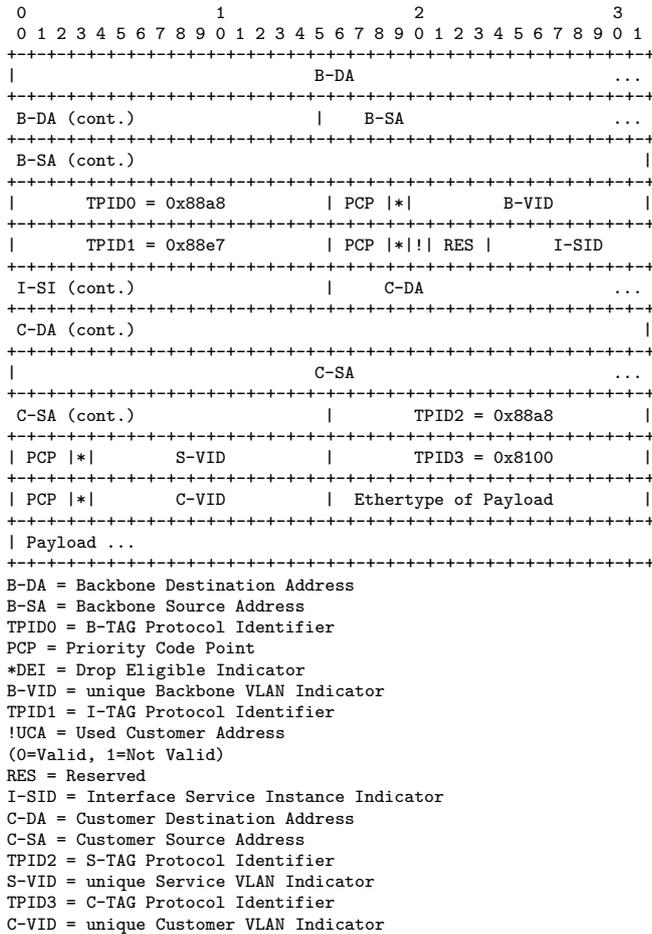 0                   1                   2                   3
 0 1 2 3 4 5 6 7 8 9 0 1 2 3 4 5 6 7 8 9 0 1 2 3 4 5 6 7 8 9 0 1
+-+-+-+-+-+-+-+-+-+-+-+-+-+-+-+-+-+-+-+-+-+-+-+-+-+-+-+-+-+-+-+-+
|                              B-DA                          ...
+-+-+-+-+-+-+-+-+-+-+-+-+-+-+-+-+-+-+-+-+-+-+-+-+-+-+-+-+-+-+-+-+
 B-DA (cont.)                  |    B-SA                     ...
+-+-+-+-+-+-+-+-+-+-+-+-+-+-+-+-+-+-+-+-+-+-+-+-+-+-+-+-+-+-+-+-+
 B-SA (cont.)                                                   |
+-+-+-+-+-+-+-+-+-+-+-+-+-+-+-+-+-+-+-+-+-+-+-+-+-+-+-+-+-+-+-+-+
|       TPID0 = 0x88a8          | PCP |*|         B-VID         |
+-+-+-+-+-+-+-+-+-+-+-+-+-+-+-+-+-+-+-+-+-+-+-+-+-+-+-+-+-+-+-+-+
|       TPID1 = 0x88e7          | PCP |*|!| RES |      I-SID
+-+-+-+-+-+-+-+-+-+-+-+-+-+-+-+-+-+-+-+-+-+-+-+-+-+-+-+-+-+-+-+-+
 I-SI (cont.)                   |     C-DA                   ...
+-+-+-+-+-+-+-+-+-+-+-+-+-+-+-+-+-+-+-+-+-+-+-+-+-+-+-+-+-+-+-+-+
 C-DA (cont.)                                                   |
+-+-+-+-+-+-+-+-+-+-+-+-+-+-+-+-+-+-+-+-+-+-+-+-+-+-+-+-+-+-+-+-+
|                              C-SA                          ...
+-+-+-+-+-+-+-+-+-+-+-+-+-+-+-+-+-+-+-+-+-+-+-+-+-+-+-+-+-+-+-+-+
 C-SA (cont.)                   |        TPID2 = 0x88a8         |
+-+-+-+-+-+-+-+-+-+-+-+-+-+-+-+-+-+-+-+-+-+-+-+-+-+-+-+-+-+-+-+-+
| PCP |*|        S-VID          |        TPID3 = 0x8100         |
+-+-+-+-+-+-+-+-+-+-+-+-+-+-+-+-+-+-+-+-+-+-+-+-+-+-+-+-+-+-+-+-+
| PCP |*|        C-VID          |  Ethertype of Payload         |
+-+-+-+-+-+-+-+-+-+-+-+-+-+-+-+-+-+-+-+-+-+-+-+-+-+-+-+-+-+-+-+-+
| Payload ...
+-+-+-+-+-+-+-+-+-+-+-+-+-+-+-+-+-+-+-+-+-+-+-+-+-+-+-+-+-+-+-+-+
B-DA = Backbone Destination Address
B-SA = Backbone Source Address
TPID0 = B-TAG Protocol Identifier
PCP = Priority Code Point
*DEI = Drop Eligible Indicator
B-VID = unique Backbone VLAN Indicator
TPID1 = I-TAG Protocol Identifier
!UCA = Used Customer Address
(0=Valid, 1=Not Valid)
RES = Reserved
I-SID = Interface Service Instance Indicator
C-DA = Customer Destination Address
C-SA = Customer Source Address
TPID2 = S-TAG Protocol Identifier
S-VID = unique Service VLAN Indicator
TPID3 = C-TAG Protocol Identifier
C-VID = unique Customer VLAN Indicator